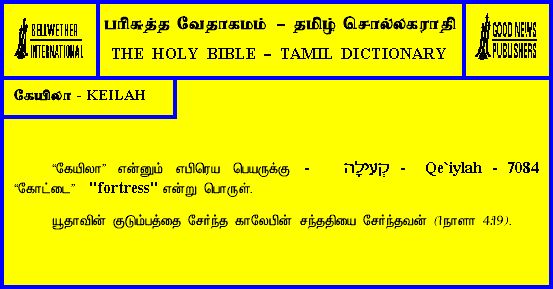 BELLWETHER
INTERNATIONAL
பரிசுத்த வேதாகமம் – தமிழ் சொல்லகராதி
THE HOLY BIBLE – TAMIL DICTIONARY
GOOD NEWS
PUBLISHERS
கேயிலா - KEILAH
“கேயிலா” என்னும் எபிரெய பெயருக்கு - קְעִילָה - Qe`iylah - 7084
“கோட்டை” "fortress" என்று பொருள்.
யூதாவின் குடும்பத்தை சேர்ந்த காலேபின் சந்ததியை சேர்ந்தவன் (1நாளா 4:19).